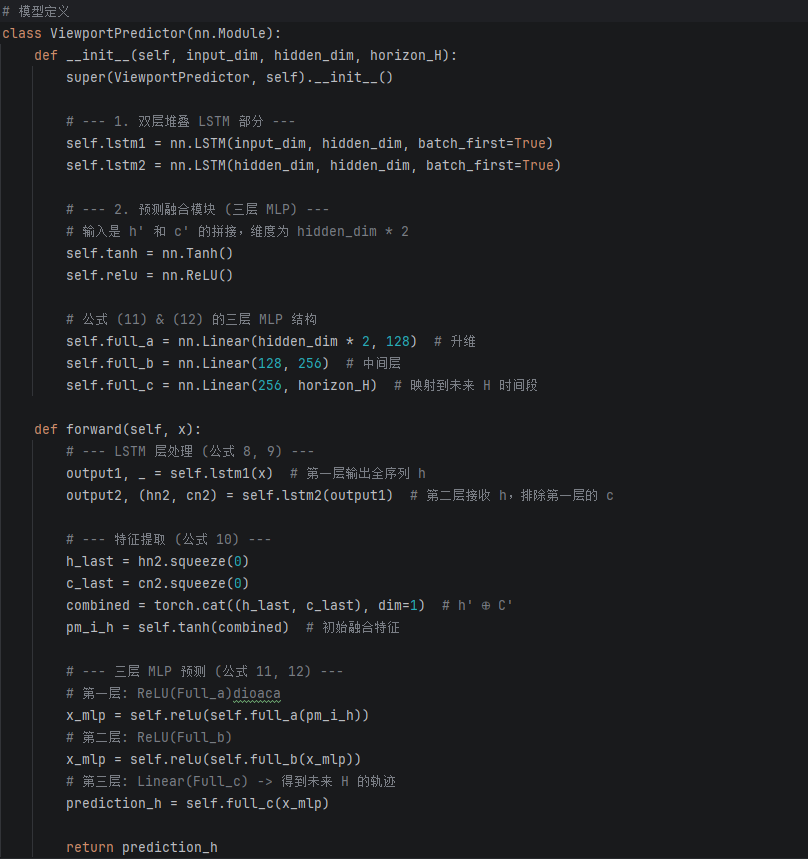 # 模型定义
class ViewportPredictor(nn.Module):
    def __init__(self, input_dim, hidden_dim, horizon_H):
        super(ViewportPredictor, self).__init__()
        # --- 1. 双层堆叠 LSTM 部分 ---
        self.lstm1 = nn.LSTM(input_dim, hidden_dim, batch_first=True)
        self.lstm2 = nn.LSTM(hidden_dim, hidden_dim, batch_first=True)
        # --- 2. 预测融合模块 (三层 MLP) ---
        # 输入是 h' 和 c' 的拼接，维度为 hidden_dim * 2
        self.tanh = nn.Tanh()
        self.relu = nn.ReLU()
        # 公式 (11) & (12) 的三层 MLP 结构
        self.full_a = nn.Linear(hidden_dim * 2, 128)  # 升维
        self.full_b = nn.Linear(128, 256)  # 中间层
        self.full_c = nn.Linear(256, horizon_H)  # 映射到未来 H 时间段
    def forward(self, x):
        # --- LSTM 层处理 (公式 8, 9) ---
        output1, _ = self.lstm1(x)  # 第一层输出全序列 h
        output2, (hn2, cn2) = self.lstm2(output1)  # 第二层接收 h，排除第一层的 c
        # --- 特征提取 (公式 10) ---
        h_last = hn2.squeeze(0)
        c_last = cn2.squeeze(0)
        combined = torch.cat((h_last, c_last), dim=1)  # h' ⊕ C'
        pm_i_h = self.tanh(combined)  # 初始融合特征
        # --- 三层 MLP 预测 (公式 11, 12) ---
        # 第一层: ReLU(Full_a)dioaca
        x_mlp = self.relu(self.full_a(pm_i_h))
        # 第二层: ReLU(Full_b)
        x_mlp = self.relu(self.full_b(x_mlp))
        # 第三层: Linear(Full_c) -> 得到未来 H 的轨迹
        prediction_h = self.full_c(x_mlp)
        return prediction_h